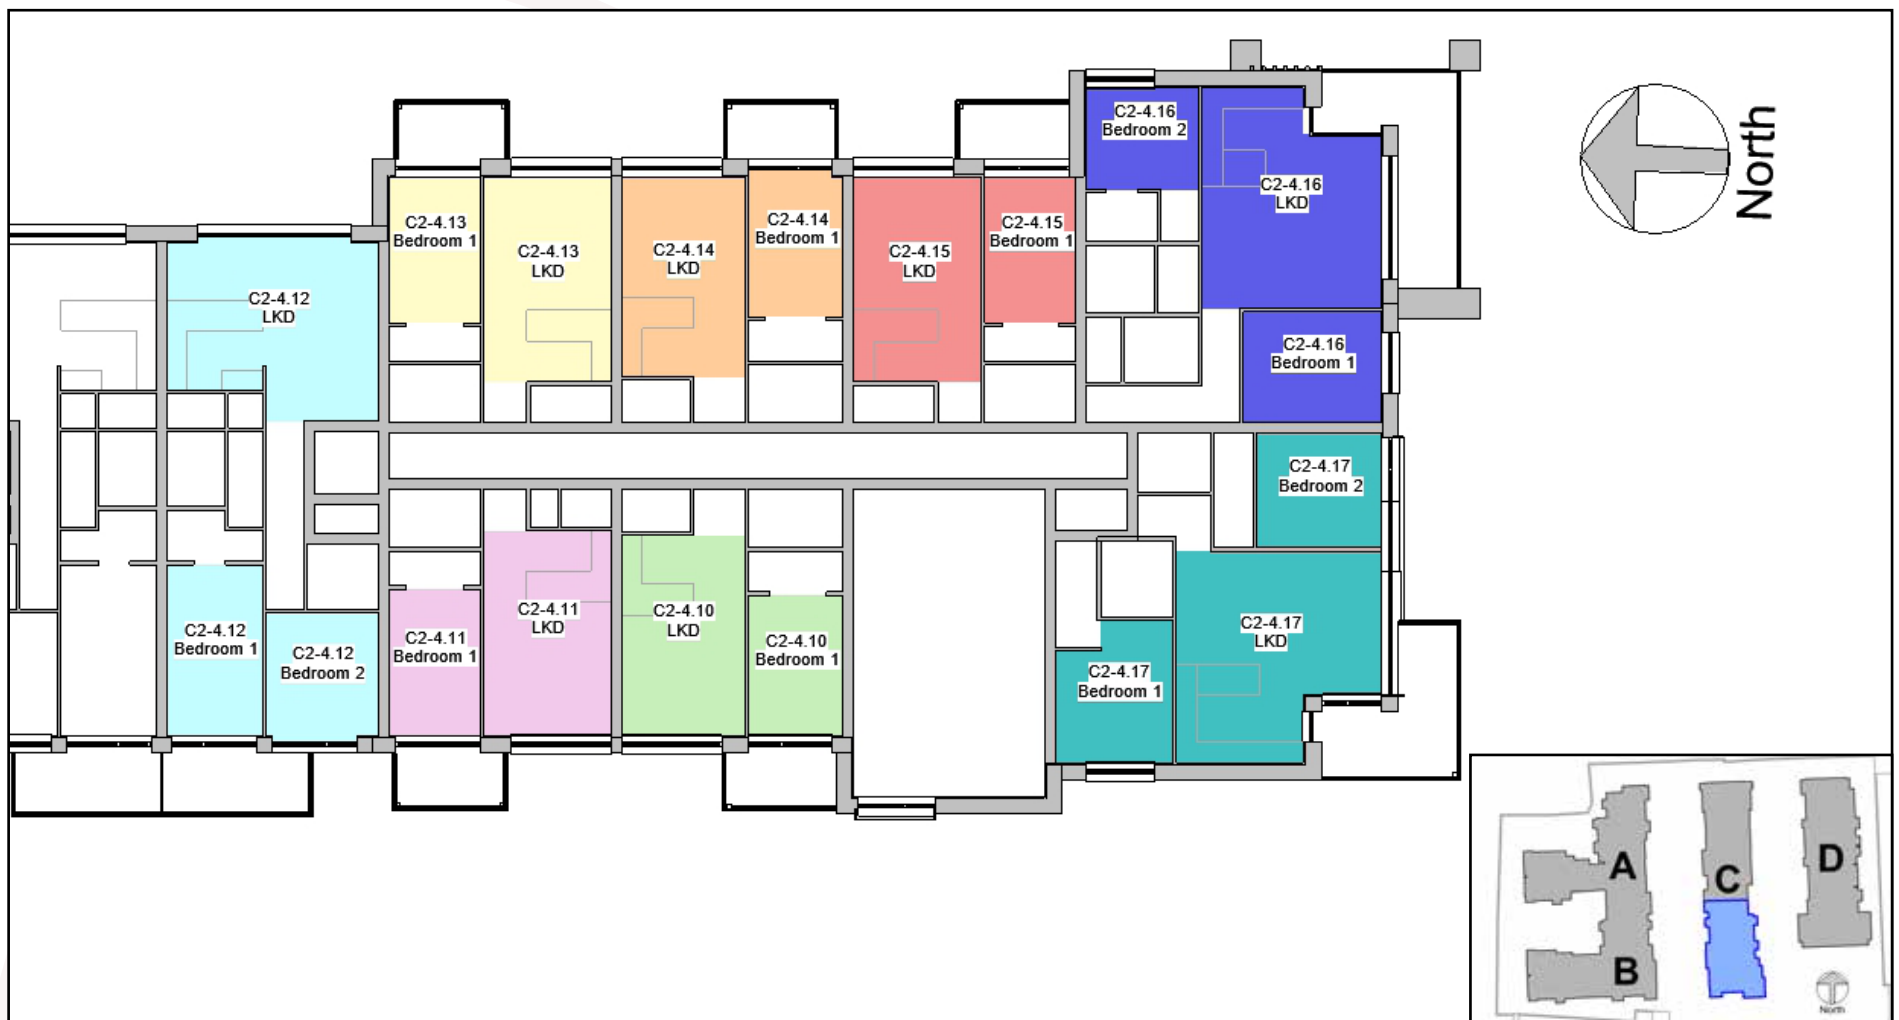 C2-4.16
Bedroom 2
C2-4.16
LKD
North
C2-4.13
Bedroom 1
C2-4.13
LKD
C2-4.14
LKD
C2-4.14
Bedroom 1
C2-4.15
LKD
C2-4.15
Bedroom 1
C2-4.12
LKD
C2-4.16
Bedroom 1
C2-4.17
Bedroom 2
C2-4.12
Bedroom 1
C2-4.12
Bedroom 2
C2-4.11
Bedroom 1
C2-4.11
LKD
C2-4.10
LKD
C2-4.10
Bedroom 1
C2-4.17
Bedroom 1
C2-4.17
LKD
A
C
D
B
North